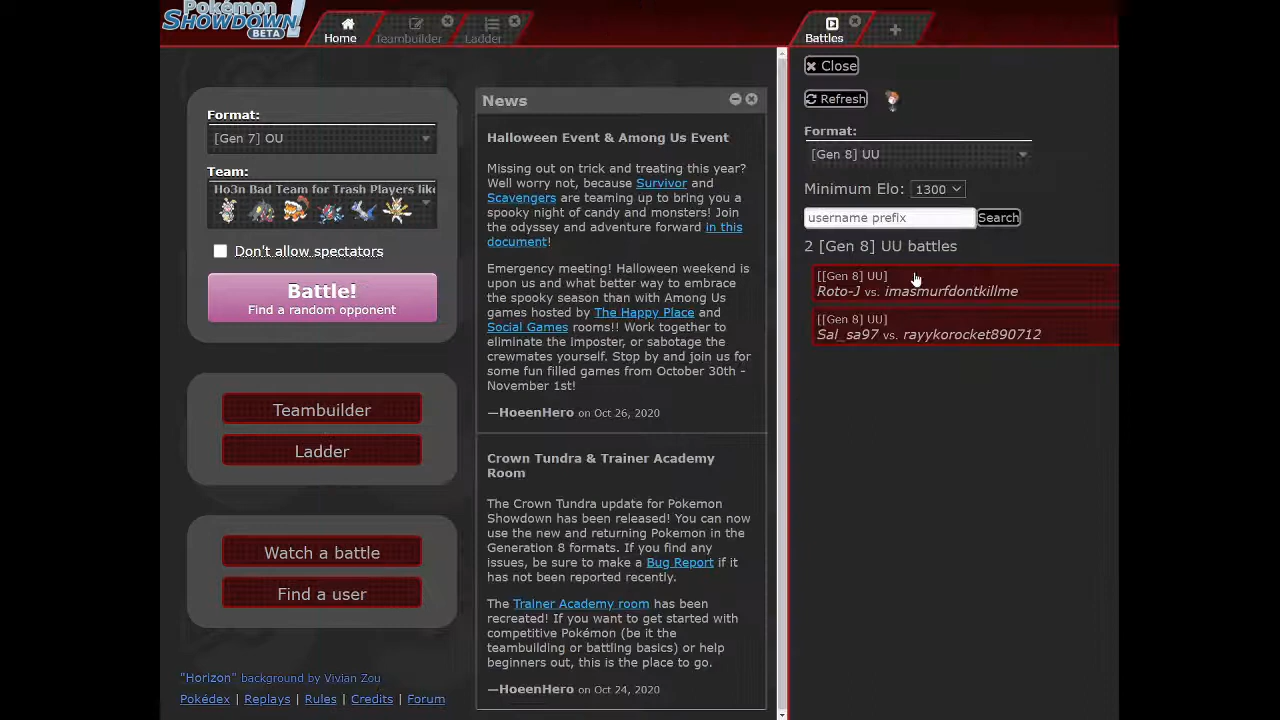 Pokémon
SHOWDOWN!
BETA
Home
Teambuilder
Ladder
Battles
Format:
[Gen 7] OU
Team:
Ho3n Bad Team for Trash Players like
Don't allow spectators
Battle!
Find a random opponent
Teambuilder
Ladder
Watch a battle
Find a user
"Horizon" background by Vivian Zou
Pokédex | Replays | Rules | Credits | Forum
News
Halloween Event & Among Us Event
Missing out on trick and treating this year?
Well worry not, because Survivor and
Scavengers are teaming up to bring you a
spooky night of candy and monsters! Join
the odyssey and adventure forward in this
document!
Emergency meeting! Halloween weekend is
upon us and what better way to embrace
the spooky season than with Among Us
games hosted by The Happy Place and
Social Games rooms!! Work together to
eliminate the imposter, or sabotage the
crewmates yourself. Stop by and join us for
some fun filled games from October 30th -
November 1st!
—HoeenHero on Oct 26, 2020
Crown Tundra & Trainer Academy
Room
The Crown Tundra update for Pokemon
Showdown has been released! You can now
use the new and returning Pokemon in the
Generation 8 formats. If you find any
issues, be sure to make a Bug Report if it
has not been reported recently.
The Trainer Academy room has been
recreated! If you want to get started with
competitive Pokémon (be it the
teambuilding or battling basics) or help
beginners out, this is the place to go.
—HoeenHero on Oct 24, 2020
Close
Refresh
Format:
[Gen 8] UU
Minimum Elo: 1300
username prefix
Search
2 [Gen 8] UU battles
[[Gen 8] UU]
Roto-J vs. imasmurfdontkillme
[[Gen 8] UU]
Sal_sa97 vs. rayykorocket890712